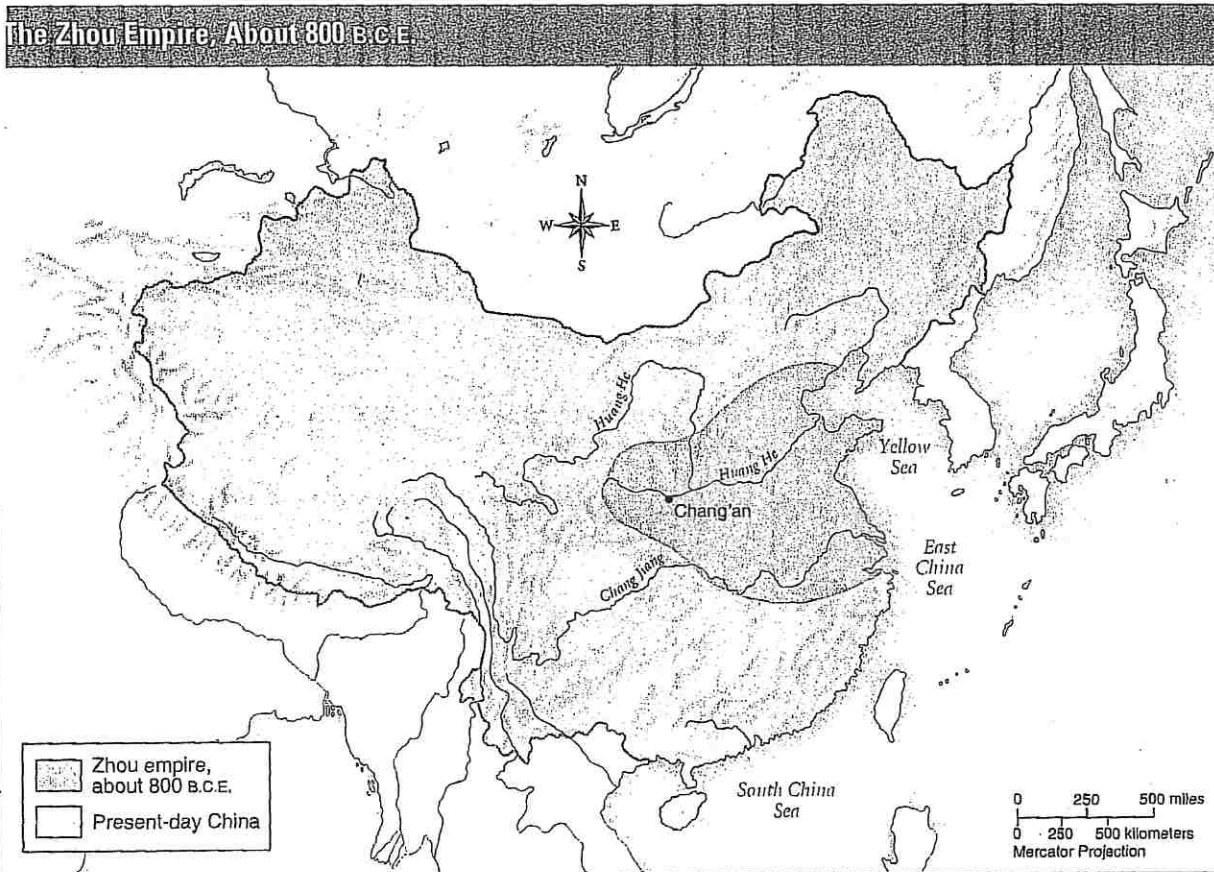 The Zhou Empire, About 800 B.C.E.
N
W E
S
Huang He
Huang He
Yellow
Sea
Chang'an
East
China
Sea
Chang Jiang
Zhou empire,
about 800 B.C.E.
Present-day China
South China
Sea
0 250 500 miles
0 250 500 kilometers
Mercator Projection